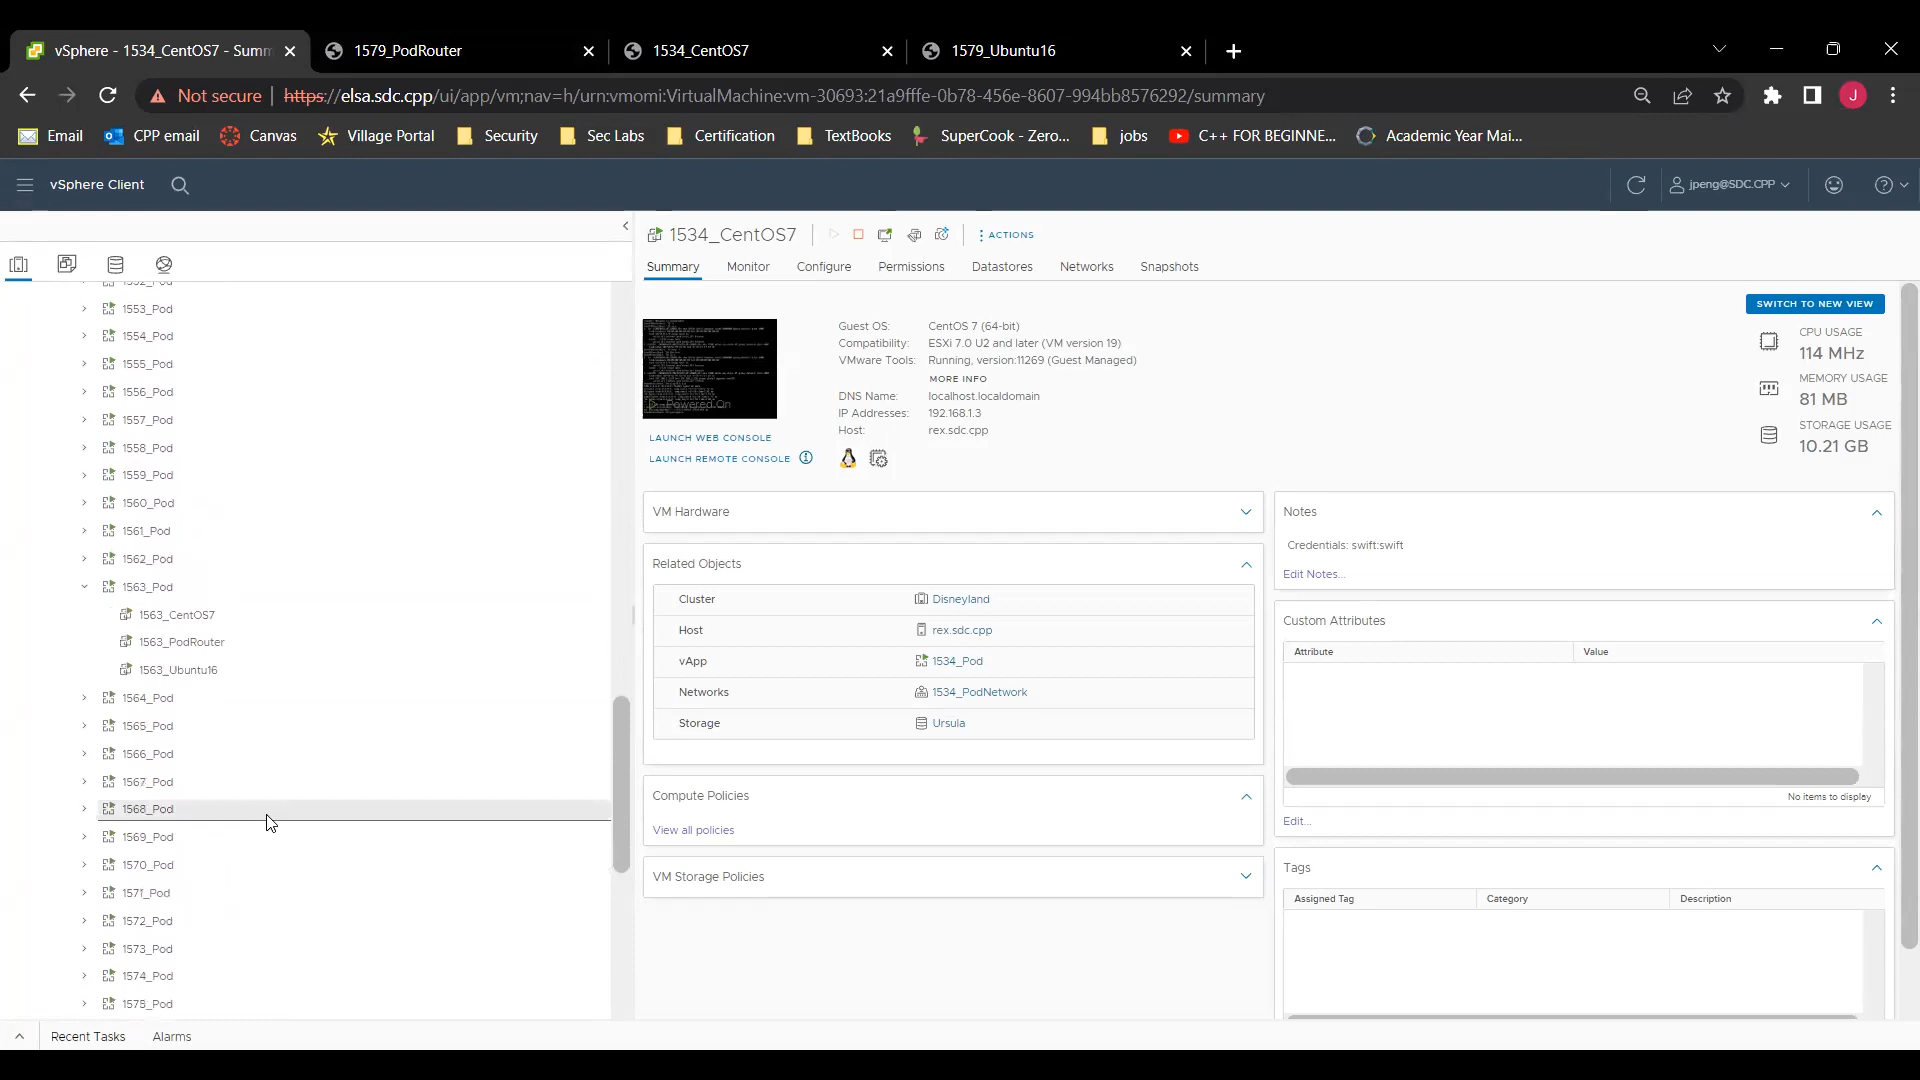 vSphere - 1534_CentOS7 - Summ
1579_PodRouter
1534_CentOS7
1579_Ubuntu16
Not secure
https://elsa.sdc.cpp/ui/app/vm;nav=h/urn:vmomi:VirtualMachine:vm-30693:21a9fffe-0b78-456e-8607-994bb8576292/summary
J
Email
CPP email
Canvas
Village Portal
Security
Sec Labs
Certification
TextBooks
SuperCook - Zero...
jobs
C++ FOR BEGINNE...
Academic Year Mai...
vSphere Client
jpeng@SDC.CPP
1552_Pod
1553_Pod
1554_Pod
1555_Pod
1556_Pod
1557_Pod
1558_Pod
1559_Pod
1560_Pod
1561_Pod
1562_Pod
1563_Pod
1563_CentOS7
1563_PodRouter
1563_Ubuntu16
1564_Pod
1565_Pod
1566_Pod
1567_Pod
1568_Pod
1569_Pod
1570_Pod
1571_Pod
1572_Pod
1573_Pod
1574_Pod
1575_Pod
1534_CentOS7
ACTIONS
Summary
Monitor
Configure
Permissions
Datastores
Networks
Snapshots
Powered On
LAUNCH WEB CONSOLE
LAUNCH REMOTE CONSOLE
Guest OS: CentOS 7 (64-bit)
Compatibility: ESXi 7.0 U2 and later (VM version 19)
VMware Tools: Running, version:11269 (Guest Managed)
MORE INFO
DNS Name: localhost.localdomain
IP Addresses: 192.168.1.3
Host: rex.sdc.cpp
SWITCH TO NEW VIEW
CPU USAGE
114 MHz
MEMORY USAGE
81 MB
STORAGE USAGE
10.21 GB
VM Hardware
Related Objects
Cluster Disneyland
Host rex.sdc.cpp
vApp 1534_Pod
Networks 1534_PodNetwork
Storage Ursula
Compute Policies
View all policies
VM Storage Policies
Notes
Credentials: swift:swift
Edit Notes...
Custom Attributes
Attribute Value
No items to display
Edit...
Tags
Assigned Tag Category Description
Recent Tasks Alarms